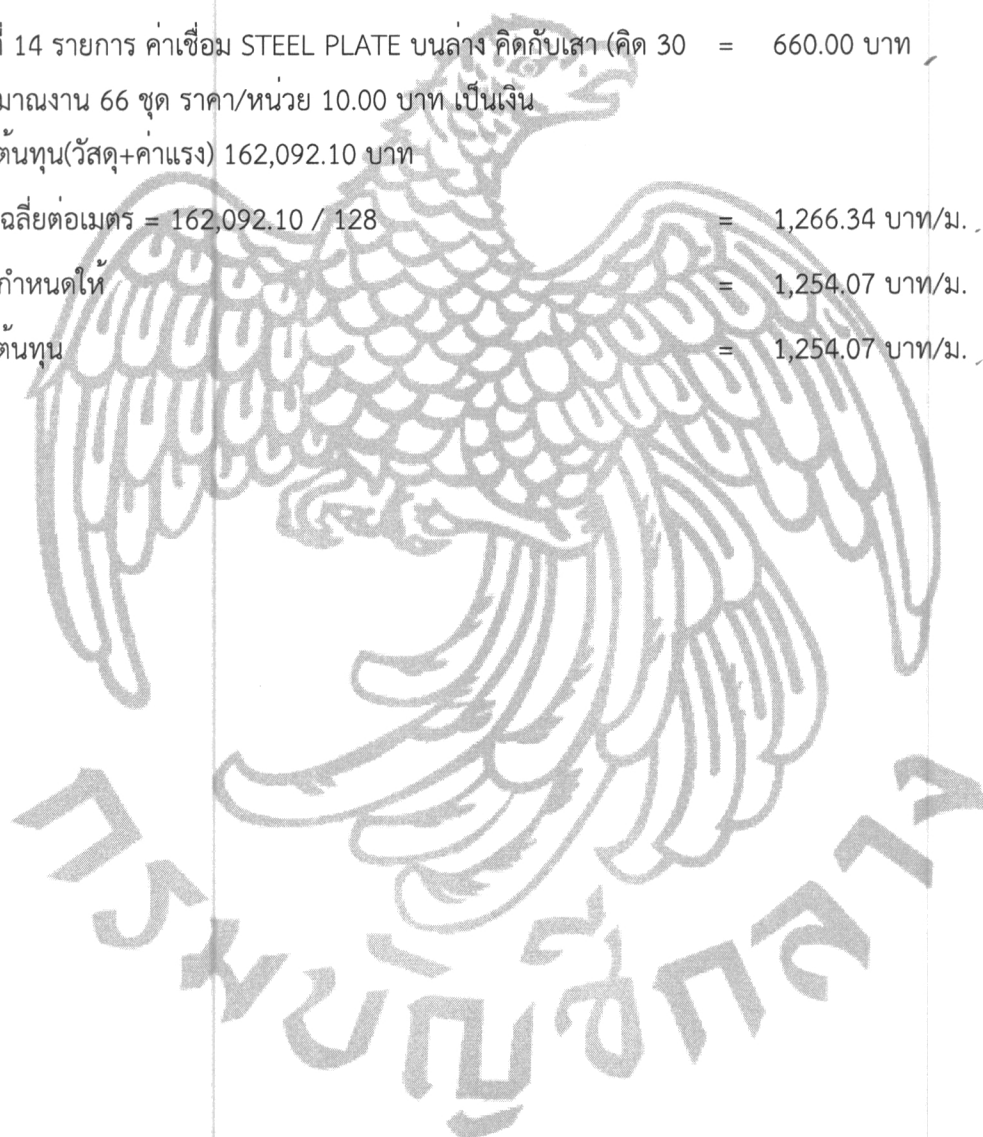 ที่ 14 รายการ ค่าเชื่อม STEEL PLATE บนล่าง คิดกับเสา (คิด 30 = 660.00 บาท
มาณงาน 66 ชุด ราคา/หน่วย 10.00 บาท เป็นเงิน
ต้นทุน(วัสดุ+ค่าแรง) 162,092.10 บาท
เฉลี่ยต่อเมตร = 162,092.10 / 128 = 1,266.34 บาท/ม.
กำหนดให้ = 1,254.07 บาท/ม.
ต้นทุน = 1,254.07 บาท/ม.
กรมบัญชีกลาง